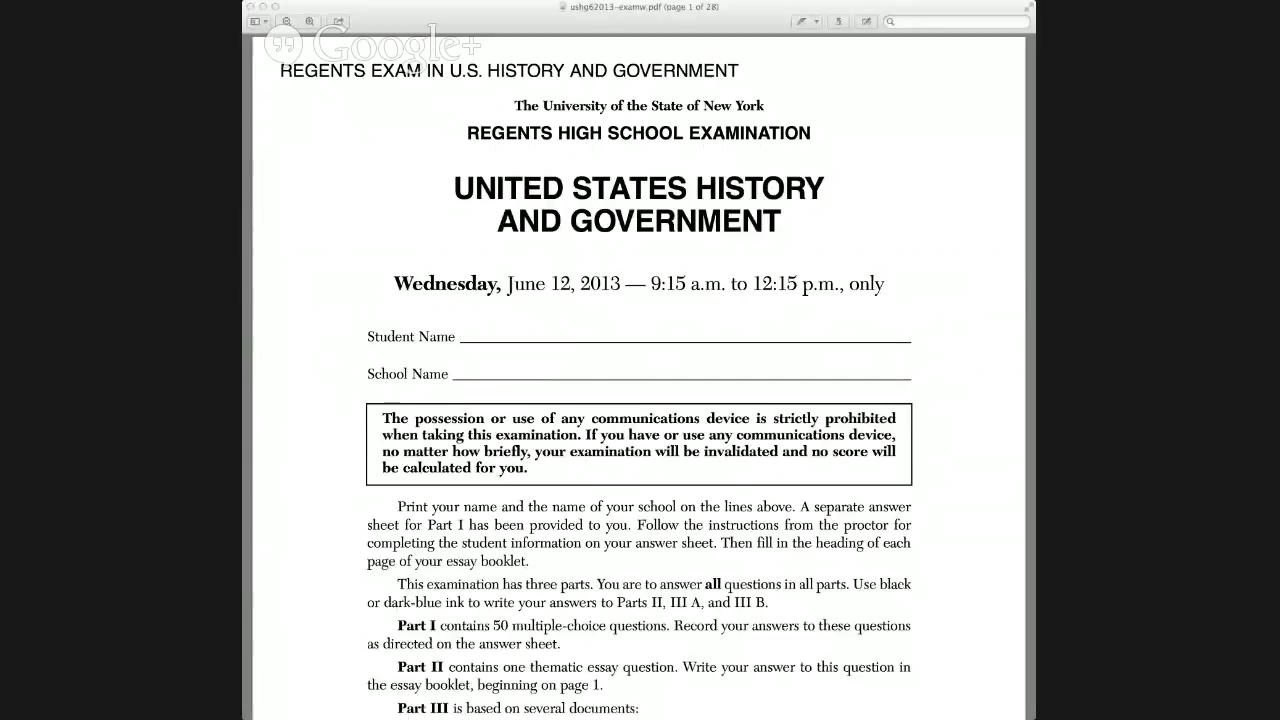 ushg62013-examw.pdf (page 1 of 28)
Google+
REGENTS EXAM IN U.S. HISTORY AND GOVERNMENT
The University of the State of New York
REGENTS HIGH SCHOOL EXAMINATION
UNITED STATES HISTORY
AND GOVERNMENT
Wednesday, June 12, 2013 — 9:15 a.m. to 12:15 p.m., only
Student Name
School Name
The possession or use of any communications device is strictly prohibited
when taking this examination. If you have or use any communications device,
no matter how briefly, your examination will be invalidated and no score will
be calculated for you.
Print your name and the name of your school on the lines above. A separate answer
sheet for Part I has been provided to you. Follow the instructions from the proctor for
completing the student information on your answer sheet. Then fill in the heading of each
page of your essay booklet.
This examination has three parts. You are to answer all questions in all parts. Use black
or dark-blue ink to write your answers to Parts II, III A, and III B.
Part I contains 50 multiple-choice questions. Record your answers to these questions
as directed on the answer sheet.
Part II contains one thematic essay question. Write your answer to this question in
the essay booklet, beginning on page 1.
Part III is based on several documents: